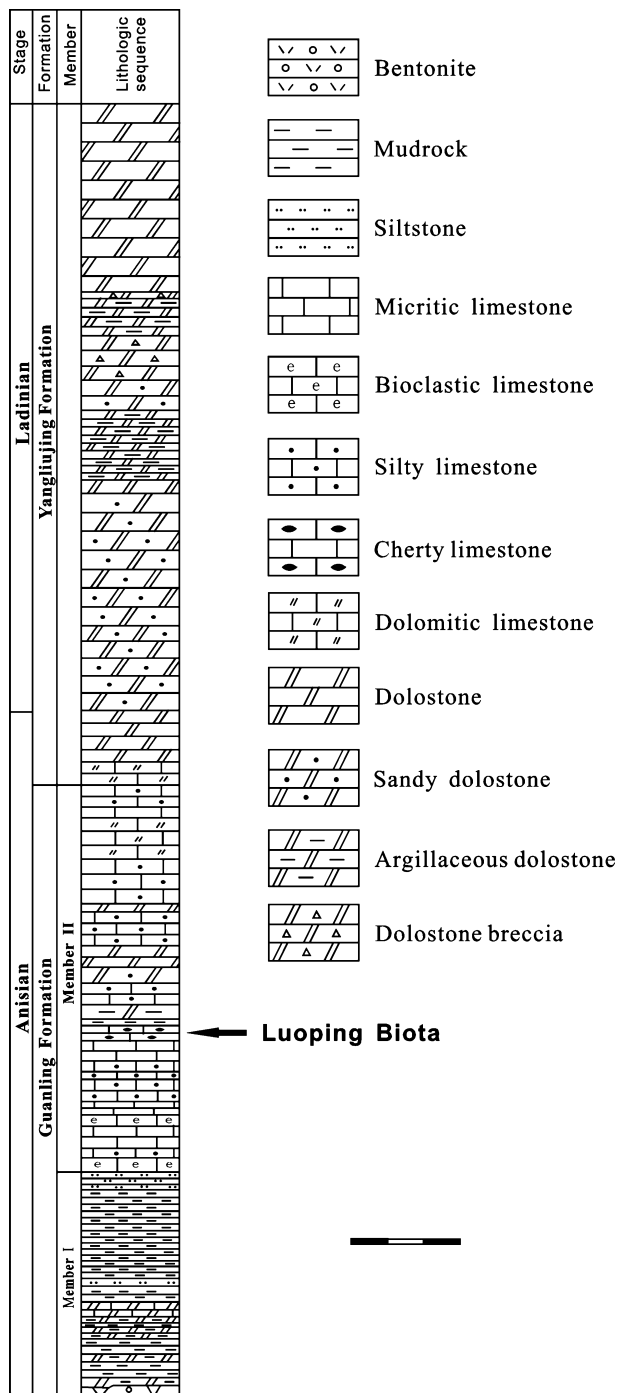 Stage
Formation
Member
Lithologic
sequence
Ladinian
Anisian
Yangliujing Formation
Guanling Formation
Member II
Member I
Bentonite
Mudrock
Siltstone
Micritic limestone
Bioclastic limestone
Silty limestone
Cherty limestone
Dolomitic limestone
Dolostone
Sandy dolostone
Argillaceous dolostone
Dolostone breccia
Luoping Biota